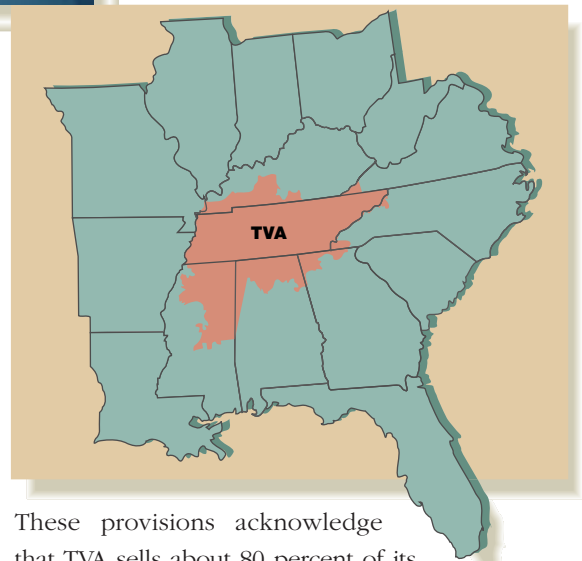 TVA
These provisions acknowledge
that TVA sells about 80 percent of its